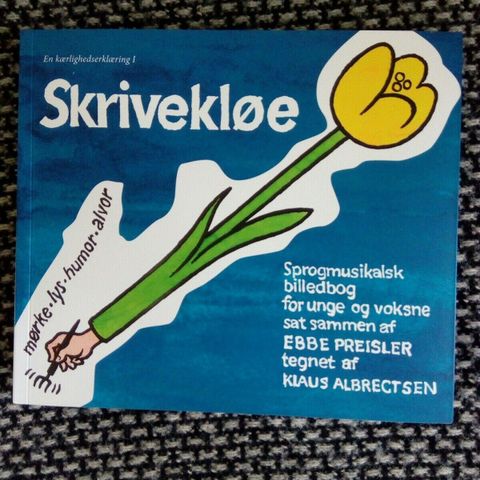 En kærlighedserklæring I
Skrivekløe
mørke · lys · humor · alvor
Sprogmusikalsk
billedbog
for unge og voksne
sat sammen af
EBBE PREISLER
tegnet af
KLAUS ALBRECTSEN